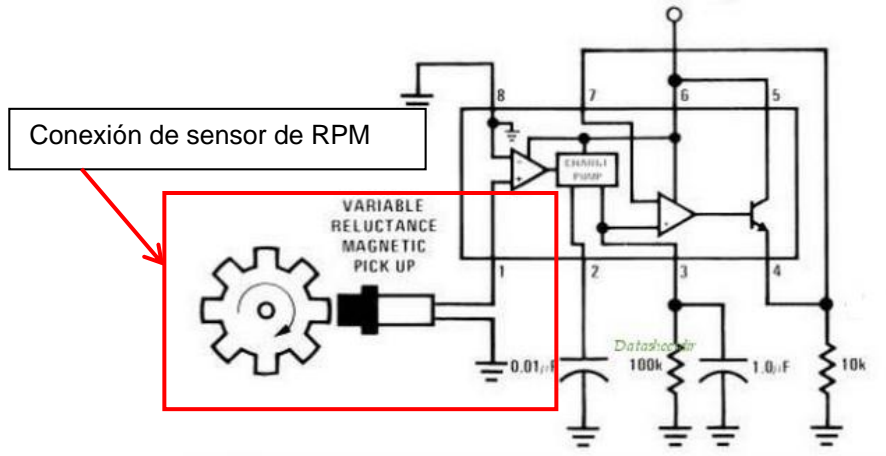 8
7
6
5
Conexión de sensor de RPM
CHARGE
PUMP
-
+
-
VARIABLE
RELUCTANCE
MAGNETIC
PICK UP
1
2
3
4
0.01µF
100k
1.0µF
10k